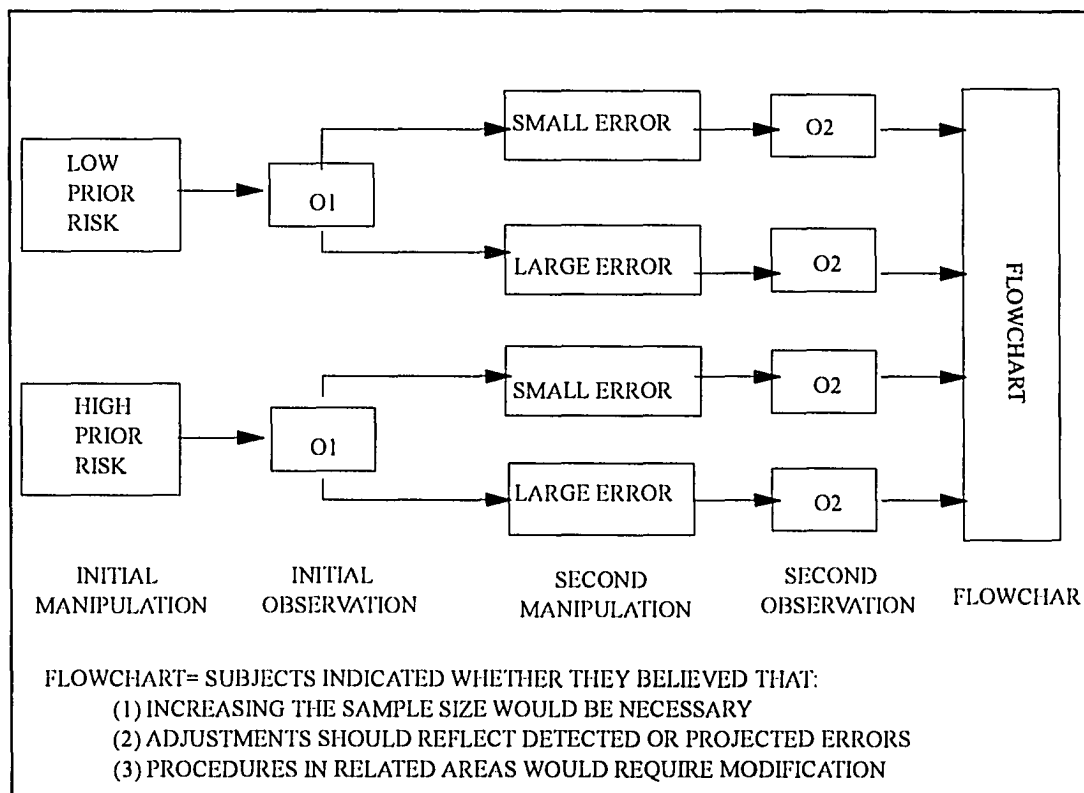 LOW
PRIOR
RISK
O1
SMALL ERROR
O2
LARGE ERROR
O2
HIGH
PRIOR
RISK
O1
SMALL ERROR
O2
LARGE ERROR
O2
FLOWCHART
INITIAL
MANIPULATION
INITIAL
OBSERVATION
SECOND
MANIPULATION
SECOND
OBSERVATION
FLOWCHAR
FLOWCHART= SUBJECTS INDICATED WHETHER THEY BELIEVED THAT:
(1) INCREASING THE SAMPLE SIZE WOULD BE NECESSARY
(2) ADJUSTMENTS SHOULD REFLECT DETECTED OR PROJECTED ERRORS
(3) PROCEDURES IN RELATED AREAS WOULD REQUIRE MODIFICATION